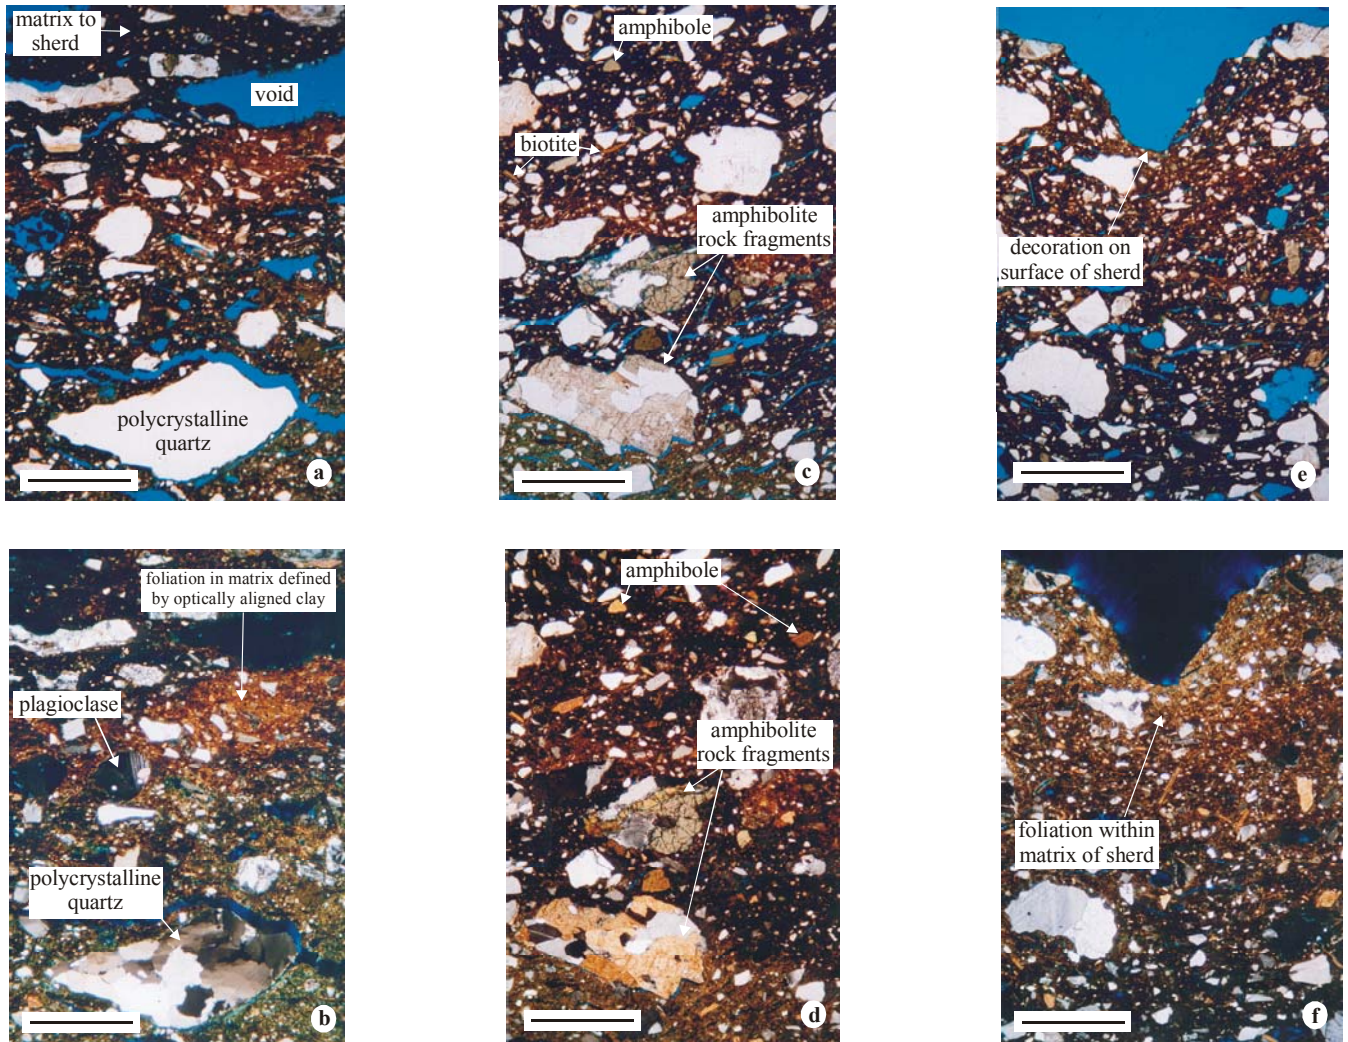 matrix to
sherd
void
polycrystalline
quartz
a
amphibole
biotite
amphibolite
rock fragments
c
decoration on
surface of sherd
e
foliation in matrix defined
by optically aligned clay
plagioclase
polycrystalline
quartz
b
amphibole
amphibolite
rock fragments
d
foliation within
matrix of sherd
f